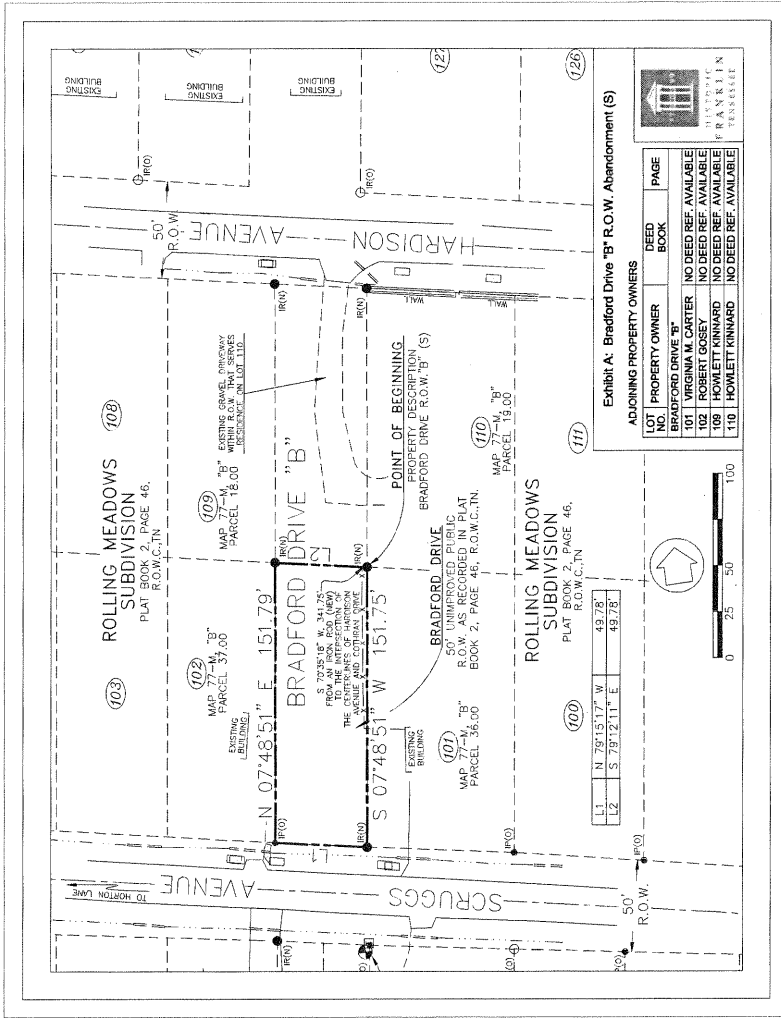 EXISTING
BUILDING
EXISTING
BUILDING
EXISTING
BUILDING
127
126
IR(O)
IR(O)
50'
R.O.W.
HARDISON AVENUE
IR(N)
IR(N)
WALL
WALL
ROLLING MEADOWS
SUBDIVISION
PLAT BOOK 2, PAGE 46,
R.O.W.C.,TN
108
103
109
MAP 77-M, "B"
PARCEL 18.00
EXISTING GRAVEL DRIVEWAY
WITHIN R.O.W. THAT SERVES
RESIDENCE ON LOT 110
102
MAP 77-M, "B"
PARCEL 37.00
EXISTING
BUILDING
N 07°48'51" E 151.79'
BRADFORD DRIVE "B"
IR(N)
L2
IR(N)
S 70°35'18" W, 341.75'
FROM AN IRON ROD (NEW)
TO THE INTERSECTION OF
THE CENTERLINES OF HARDISON
AVENUE AND COTHRAN DRIVE
S 07°48'51" W 151.75'
IP(O)
L1
IR(N)
POINT OF BEGINNING
PROPERTY DESCRIPTION
BRADFORD DRIVE R.O.W."B" (S)
BRADFORD DRIVE
50' UNIMPROVED PUBLIC
R.O.W. AS RECORDED IN PLAT
BOOK 2, PAGE 46, R.O.W.C.,TN.
110
MAP 77-M, "B"
PARCEL 19.00
111
EXISTING
BUILDING
101
MAP 77-M, "B"
PARCEL 36.00
ROLLING MEADOWS
SUBDIVISION
PLAT BOOK 2, PAGE 46,
R.O.W.C.,TN
100
L1 N 79°15'17" W 49.78'
L2 S 79°12'11" E 49.78'
0 25 50 100
TO HORTON LANE
SCRUGGS AVENUE
IP(O)
IP(O)
50'
R.O.W.
IR(N)
(O)
(O)
P(O)
Exhibit A: Bradford Drive "B" R.O.W. Abandonment (S)
ADJOINING PROPERTY OWNERS
LOT NO. PROPERTY OWNER DEED BOOK PAGE
BRADFORD DRIVE "B"
101 VIRGINIA M. CARTER NO DEED REF. AVAILABLE
102 ROBERT GOSEY NO DEED REF. AVAILABLE
109 HOWLETT KINNARD NO DEED REF. AVAILABLE
110 HOWLETT KINNARD NO DEED REF. AVAILABLE
HISTORIC
FRANKLIN
TENNESSEE